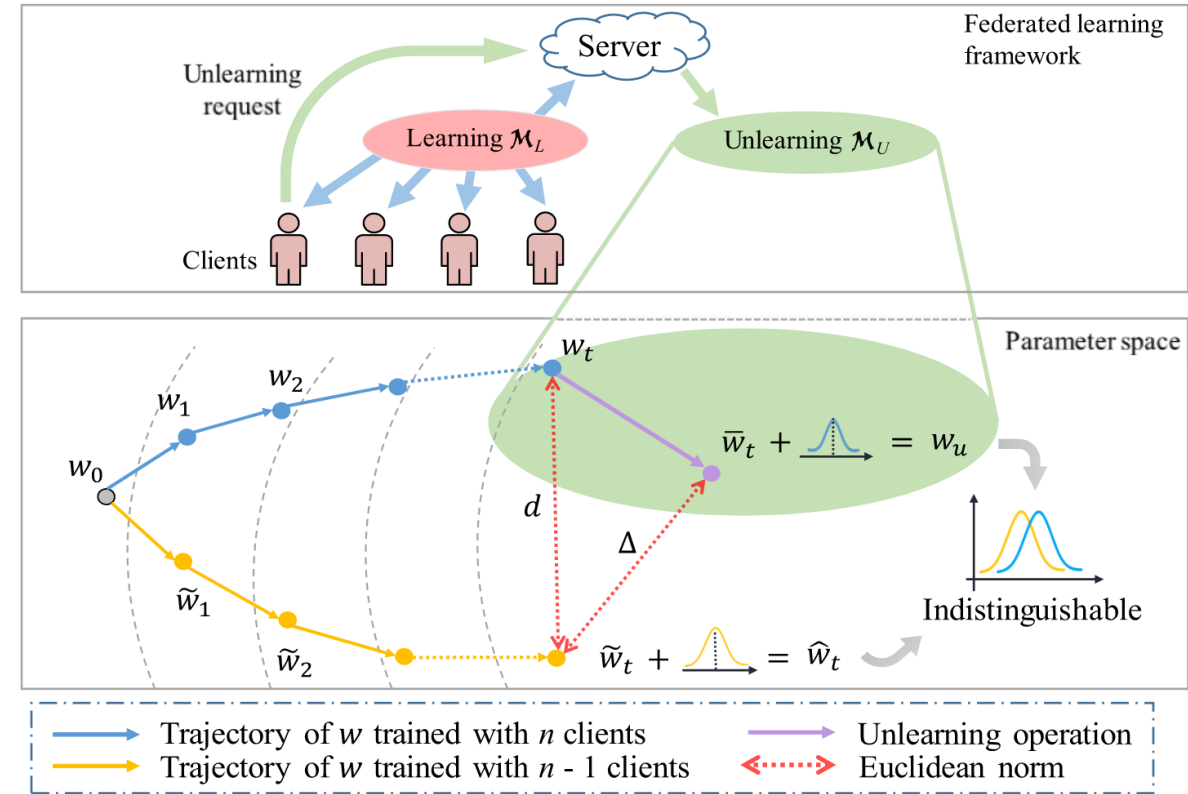 Federated learning
framework
Server
Unlearning
request
Learning 𝓜_L
Unlearning 𝓜_U
Clients
Parameter space
w_t
w_2
w_1
w_0
w̅_t + = w_u
d
Δ
w̃_1
Indistinguishable
w̃_2
w̃_t + = ŵ_t
Trajectory of w trained with n clients
Unlearning operation
Trajectory of w trained with n - 1 clients
Euclidean norm